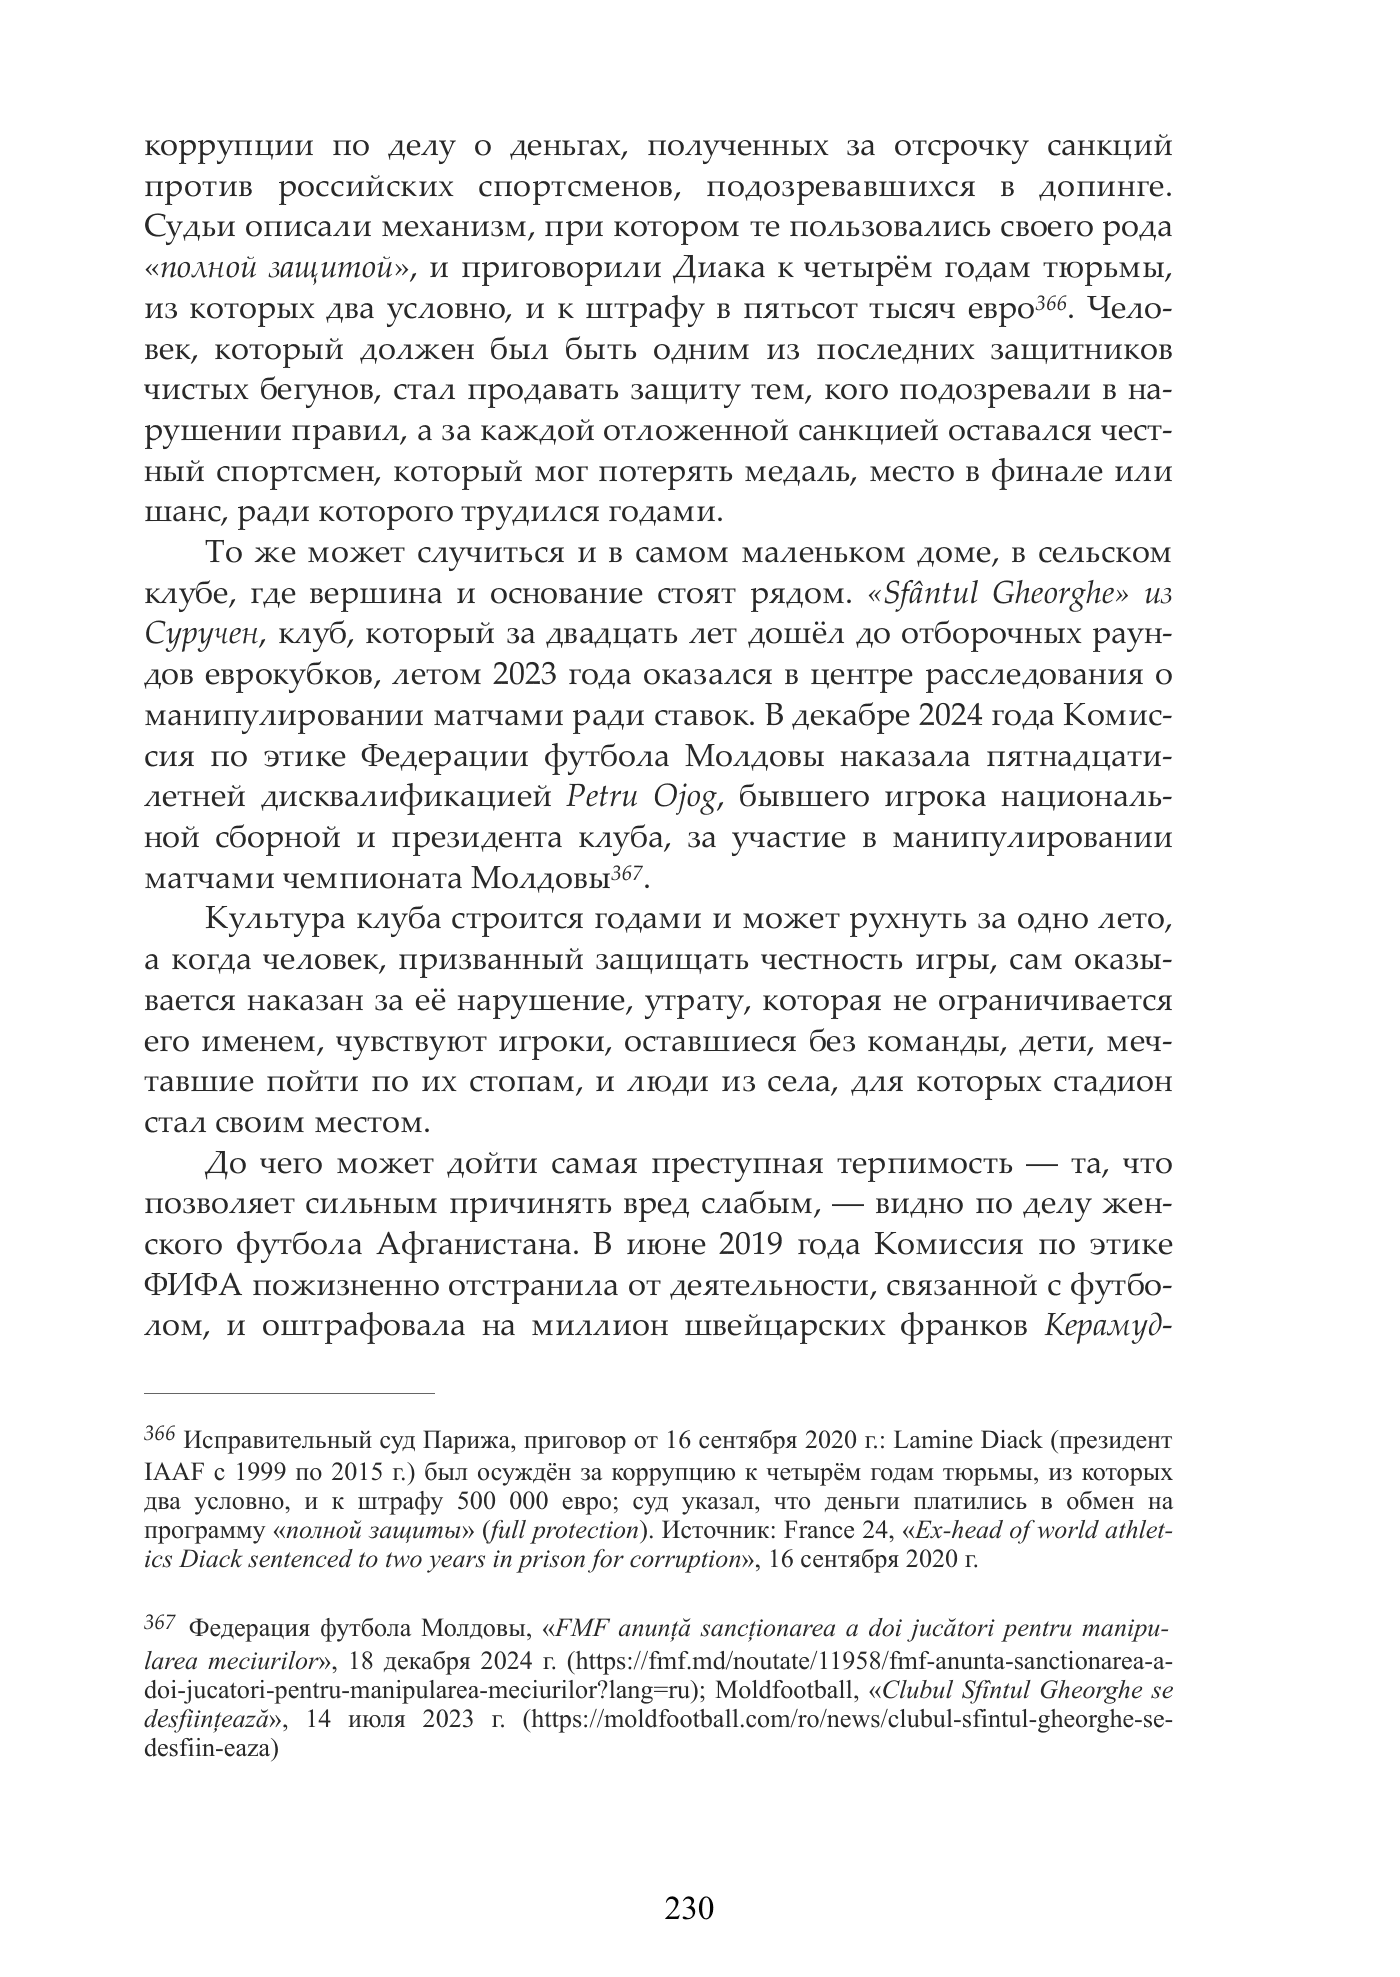 коррупции по делу о деньгах, полученных за отсрочку санкций
против российских спортсменов, подозревавшихся в допинге.
Судьи описали механизм, при котором те пользовались своего рода
«полной защитой», и приговорили Диака к четырём годам тюрьмы,
из которых два условно, и к штрафу в пятьсот тысяч евро366. Чело-
век, который должен был быть одним из последних защитников
чистых бегунов, стал продавать защиту тем, кого подозревали в на-
рушении правил, а за каждой отложенной санкцией оставался чест-
ный спортсмен, который мог потерять медаль, место в финале или
шанс, ради которого трудился годами.
То же может случиться и в самом маленьком доме, в сельском
клубе, где вершина и основание стоят рядом. «Sfântul Gheorghe» из
Суручен, клуб, который за двадцать лет дошёл до отборочных раун-
дов еврокубков, летом 2023 года оказался в центре расследования о
манипулировании матчами ради ставок. В декабре 2024 года Комис-
сия по этике Федерации футбола Молдовы наказала пятнадцати-
летней дисквалификацией Petru Ojog, бывшего игрока националь-
ной сборной и президента клуба, за участие в манипулировании
матчами чемпионата Молдовы367.
Культура клуба строится годами и может рухнуть за одно лето,
а когда человек, призванный защищать честность игры, сам оказы-
вается наказан за её нарушение, утрату, которая не ограничивается
его именем, чувствуют игроки, оставшиеся без команды, дети, меч-
тавшие пойти по их стопам, и люди из села, для которых стадион
стал своим местом.
До чего может дойти самая преступная терпимость — та, что
позволяет сильным причинять вред слабым, — видно по делу жен-
ского футбола Афганистана. В июне 2019 года Комиссия по этике
ФИФА пожизненно отстранила от деятельности, связанной с футбо-
лом, и оштрафовала на миллион швейцарских франков Керамуд-
366 Исправительный суд Парижа, приговор от 16 сентября 2020 г.: Lamine Diack (президент
IAAF с 1999 по 2015 г.) был осуждён за коррупцию к четырём годам тюрьмы, из которых
два условно, и к штрафу 500 000 евро; суд указал, что деньги платились в обмен на
программу «полной защиты» (full protection). Источник: France 24, «Ex-head of world athlet-
ics Diack sentenced to two years in prison for corruption», 16 сентября 2020 г.
367 Федерация футбола Молдовы, «FMF anunță sancționarea a doi jucători pentru manipu-
larea meciurilor», 18 декабря 2024 г. (https://fmf.md/noutate/11958/fmf-anunta-sanctionarea-a-
doi-jucatori-pentru-manipularea-meciurilor?lang=ru); Moldfootball, «Clubul Sfîntul Gheorghe se
desființează», 14 июля 2023 г. (https://moldfootball.com/ro/news/clubul-sfintul-gheorghe-se-
desfiin-eaza)
230